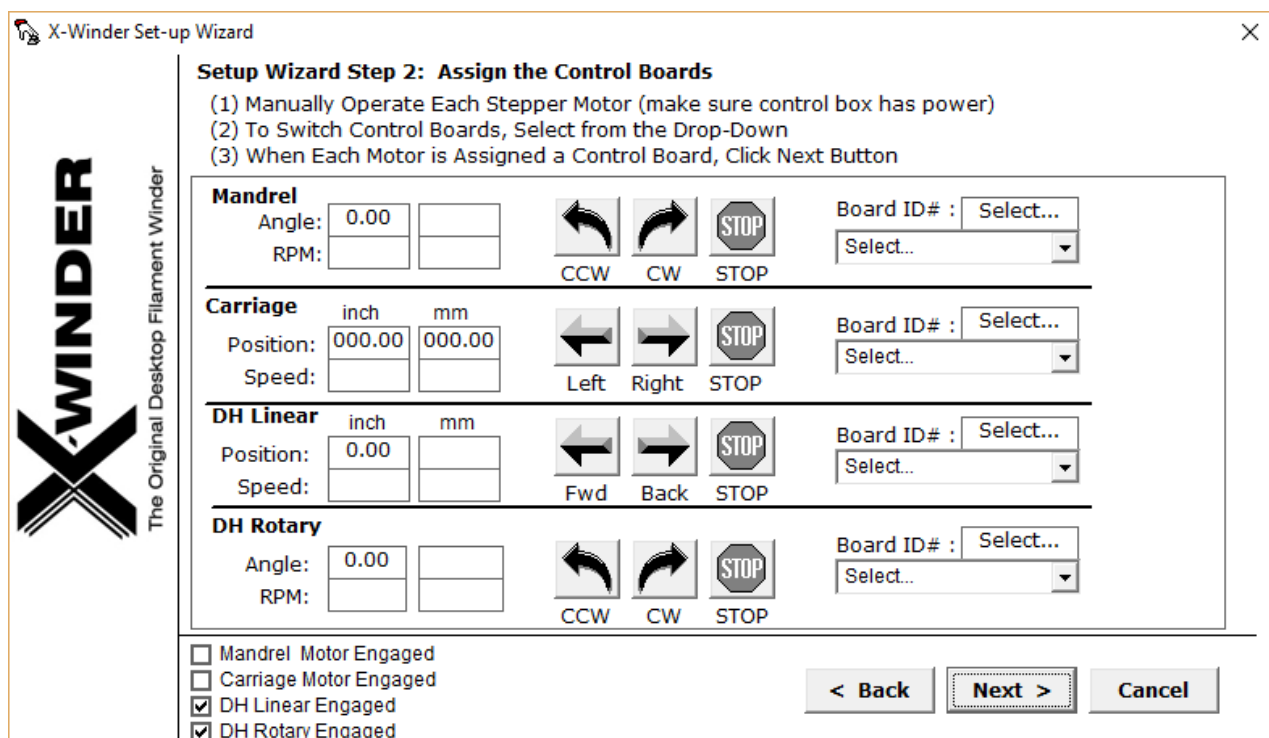 X-Winder Set-up Wizard
X-WINDER
The Original Desktop Filament Winder
Setup Wizard Step 2: Assign the Control Boards
(1) Manually Operate Each Stepper Motor (make sure control box has power)
(2) To Switch Control Boards, Select from the Drop-Down
(3) When Each Motor is Assigned a Control Board, Click Next Button
Mandrel
Angle: 0.00
RPM:
CCW CW STOP
STOP
Board ID# : Select...
Select...
Carriage
inch mm
Position: 000.00 000.00
Speed:
STOP
Left Right STOP
Board ID# : Select...
Select...
DH Linear
inch mm
Position: 0.00
Speed:
STOP
Fwd Back STOP
Board ID# : Select...
Select...
DH Rotary
Angle: 0.00
RPM:
STOP
CCW CW STOP
Board ID# : Select...
Select...
Mandrel Motor Engaged
Carriage Motor Engaged
DH Linear Engaged
DH Rotary Engaged
< Back Next > Cancel